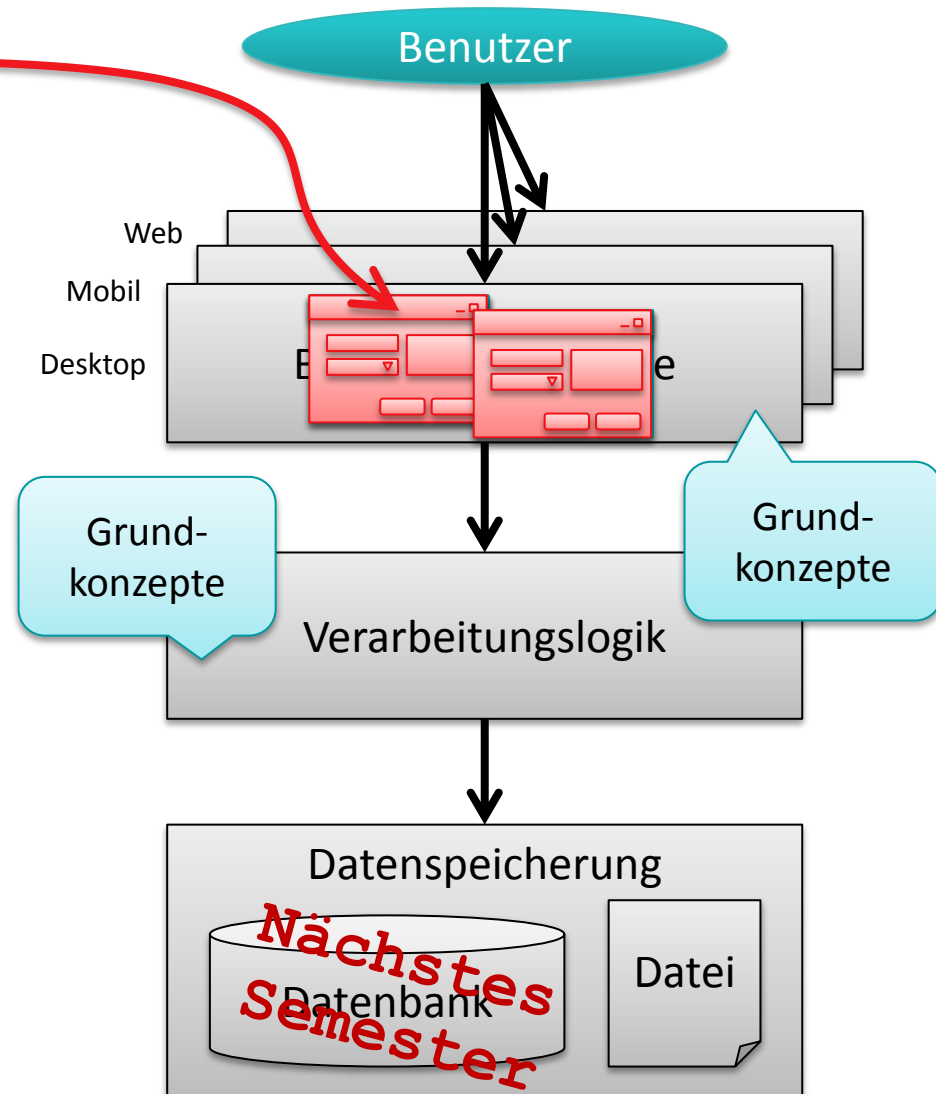 Benutzer
Web
Mobil
Desktop
Grund-
konzepte
Grund-
konzepte
Verarbeitungslogik
Datenspeicherung
Nächstes
Semester
Datenbank
Datei